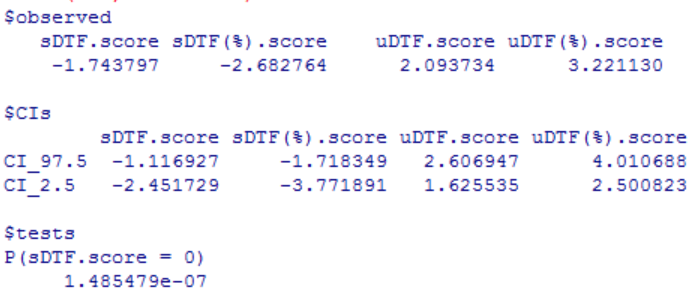 $observed
sDTF.score sDTF(%).score uDTF.score uDTF(%).score
-1.743797 -2.682764 2.093734 3.221130
$CIs
sDTF.score sDTF(%).score uDTF.score uDTF(%).score
CI_97.5 -1.116927 -1.718349 2.606947 4.010688
CI_2.5 -2.451729 -3.771891 1.625535 2.500823
$tests
P(sDTF.score = 0)
1.485479e-07